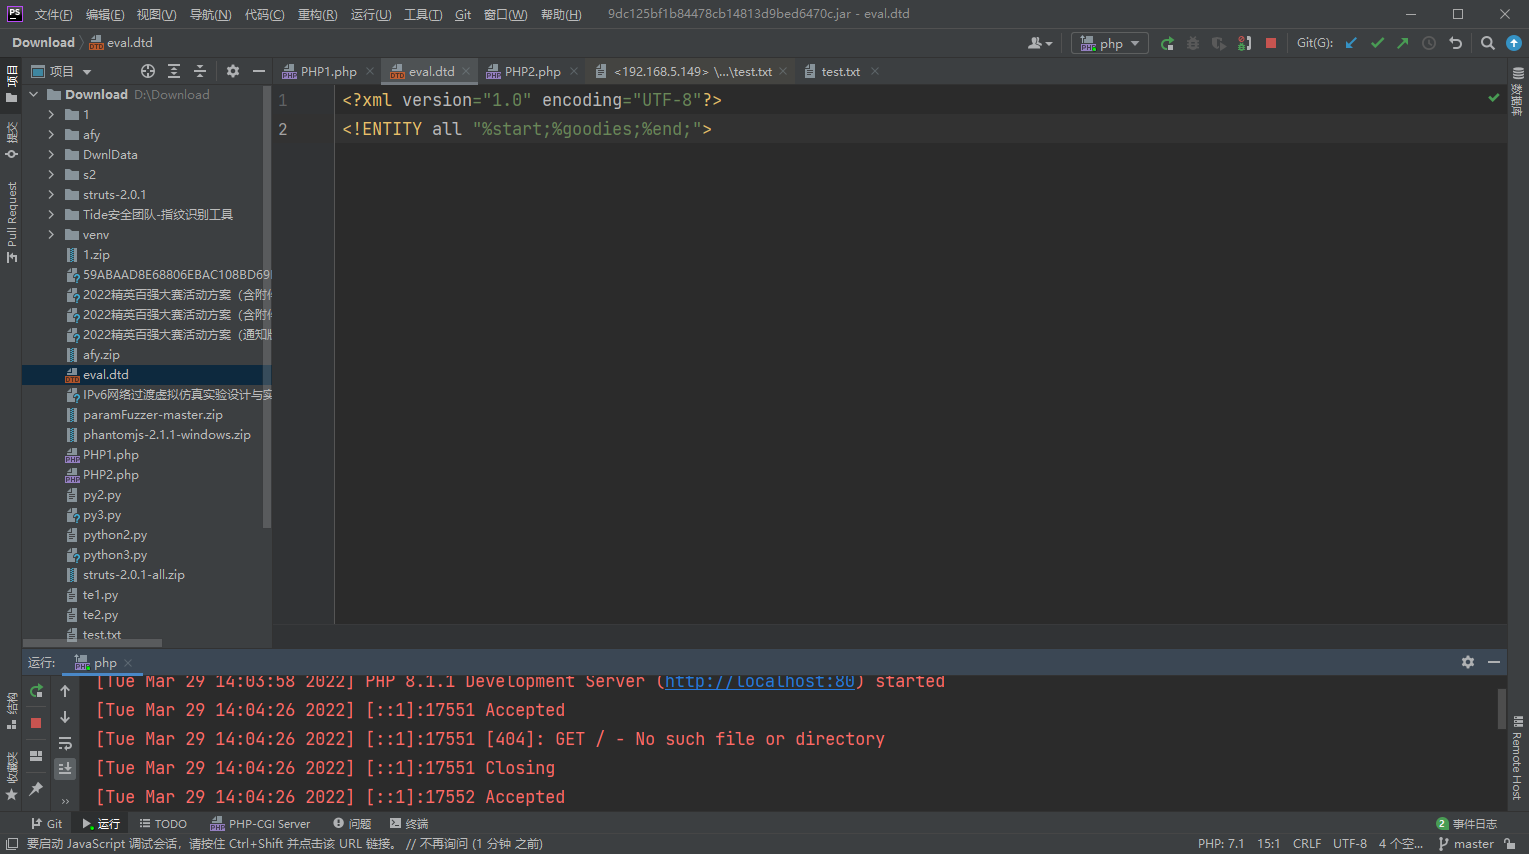 PS 文件(F) 编辑(E) 视图(V) 导航(N) 代码(C) 重构(R) 运行(U) 工具(T) Git 窗口(W) 帮助(H) 9dc125bf1b84478cb14813d9bed6470c.jar - eval.dtd
Download eval.dtd
php Git(G):
项目
PHP1.php eval.dtd PHP2.php <192.168.5.149> \...\test.txt test.txt
项目
提交
Pull Request
结构
收藏夹
Download D:\Download
1
afy
DwnlData
s2
struts-2.0.1
Tide安全团队-指纹识别工具
venv
1.zip
59ABAAD8E68806EBAC108BD69
2022精英百强大赛活动方案（含附件
2022精英百强大赛活动方案（含附件
2022精英百强大赛活动方案（通知版
afy.zip
eval.dtd
IPv6网络过渡虚拟仿真实验设计与实
paramFuzzer-master.zip
phantomjs-2.1.1-windows.zip
PHP1.php
PHP2.php
py2.py
py3.py
python2.py
python3.py
struts-2.0.1-all.zip
te1.py
te2.py
test.txt
1 <?xml version="1.0" encoding="UTF-8"?>
2 <!ENTITY all "%start;%goodies;%end;">
数据库
Remote Host
运行: php
[Tue Mar 29 14:03:58 2022] PHP 8.1.1 Development Server (http://localhost:80) started
[Tue Mar 29 14:04:26 2022] [::1]:17551 Accepted
[Tue Mar 29 14:04:26 2022] [::1]:17551 [404]: GET / - No such file or directory
[Tue Mar 29 14:04:26 2022] [::1]:17551 Closing
[Tue Mar 29 14:04:26 2022] [::1]:17552 Accepted
Git 运行 TODO PHP-CGI Server 问题 终端 2 事件日志
要启动 JavaScript 调试会话，请按住 Ctrl+Shift 并点击该 URL 链接。 // 不再询问 (1 分钟 之前) PHP: 7.1 15:1 CRLF UTF-8 4 个空... master